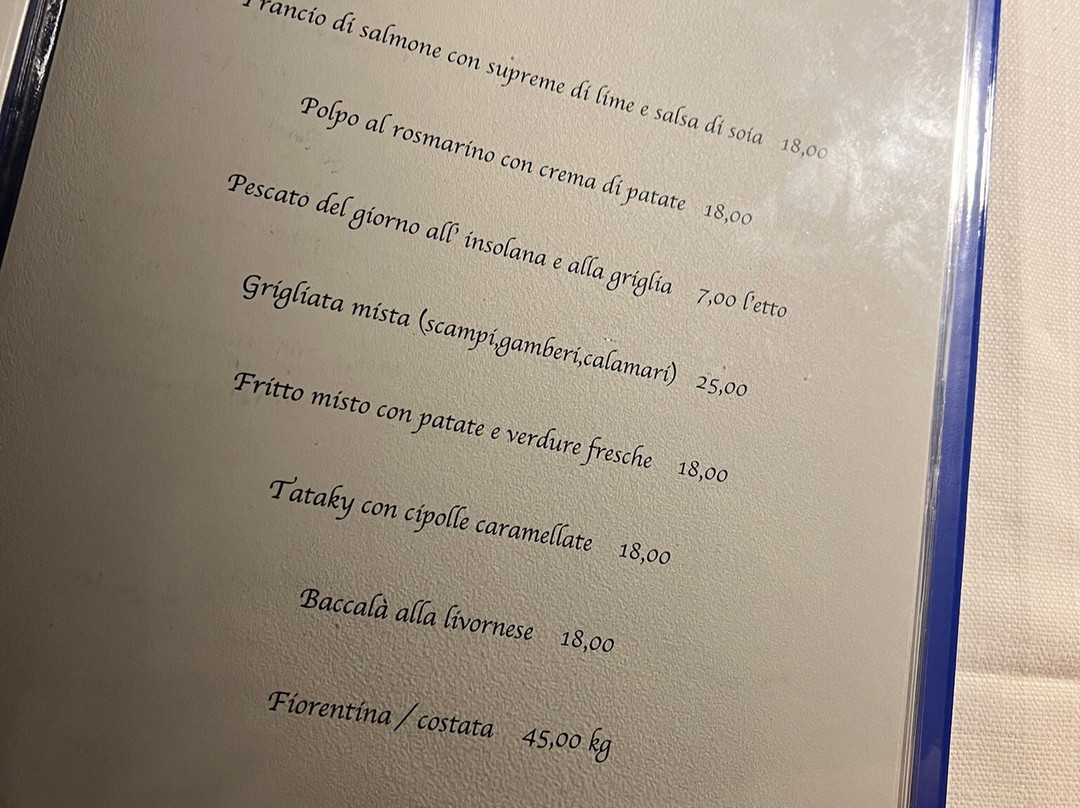 Trancio di salmone con supreme di lime e salsa di soia 18,00
Polpo al rosmarino con crema di patate 18,00
Pescato del giorno all' insolana e alla griglia 7,00 l'etto
Grigliata mista (scampi,gamberi,calamari) 25,00
Fritto misto con patate e verdure fresche 18,00
Tataky con cipolle caramellate 18,00
Baccalà alla livornese 18,00
Fiorentina / costata 45,00 kg